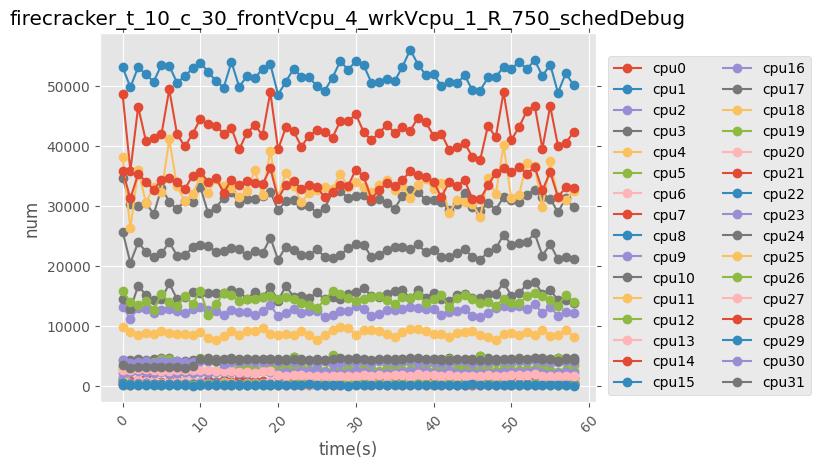 firecracker_t_10_c_30_frontVcpu_4_wrkVcpu_1_R_750_schedDebug
50000
40000
30000
20000
10000
0
num
0
10
20
30
40
50
60
time(s)
cpu0
cpu1
cpu2
cpu3
cpu4
cpu5
cpu6
cpu7
cpu8
cpu9
cpu10
cpu11
cpu12
cpu13
cpu14
cpu15
cpu16
cpu17
cpu18
cpu19
cpu20
cpu21
cpu22
cpu23
cpu24
cpu25
cpu26
cpu27
cpu28
cpu29
cpu30
cpu31